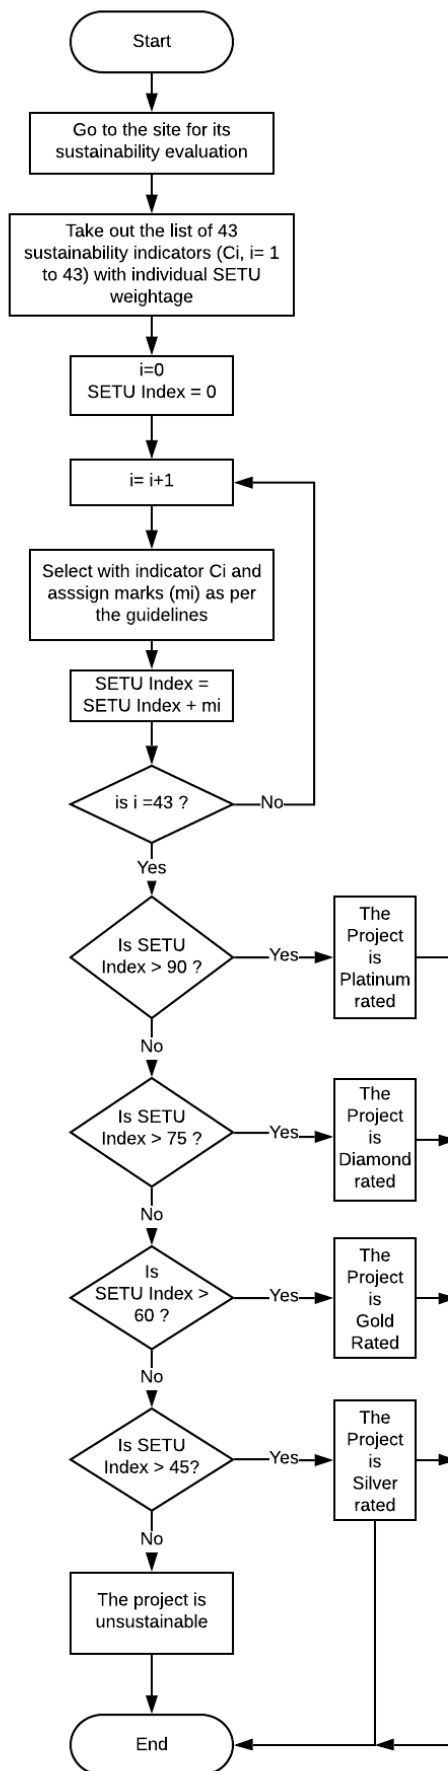 Start
Go to the site for its
sustainability evaluation
Take out the list of 43
sustainability indicators (Ci, i= 1
to 43) with individual SETU
weightage
i=0
SETU Index = 0
i= i+1
Select with indicator Ci and
asssign marks (mi) as per
the guidelines
SETU Index =
SETU Index + mi
is i =43 ?
No
Yes
Is SETU
Index > 90 ?
Yes
The
Project
is
Platinum
rated
No
Is SETU
Index > 75 ?
Yes
The
Project
is
Diamond
rated
No
Is
SETU Index >
60 ?
Yes
The
Project
is
Gold
Rated
No
Is SETU
Index > 45?
Yes
The
Project
is
Silver
rated
No
The project is
unsustainable
End